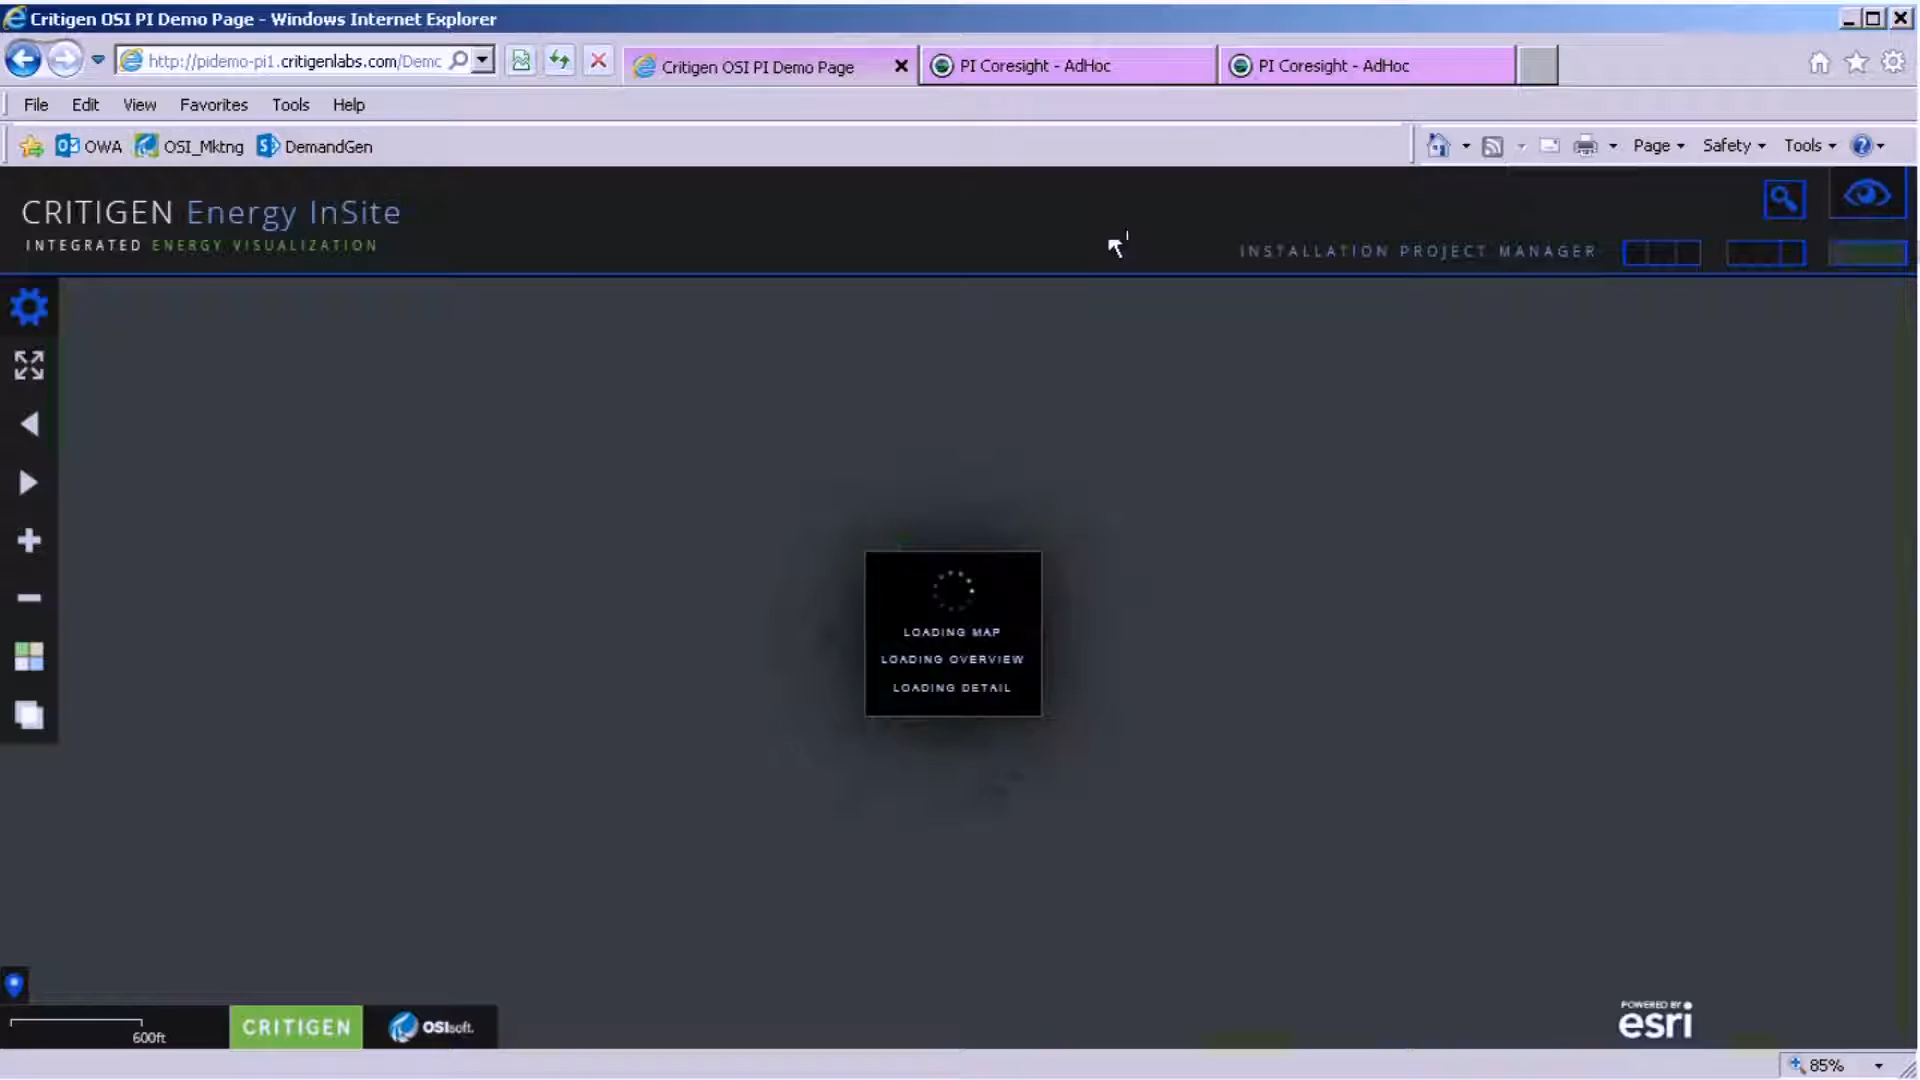 Critigen OSI PI Demo Page - Windows Internet Explorer
http://pidemo-pi1.critigenlabs.com/Demc
Critigen OSI PI Demo Page
PI Coresight - AdHoc
PI Coresight - AdHoc
File Edit View Favorites Tools Help
OWA OSI_Mktng DemandGen
Page Safety Tools
CRITIGEN Energy InSite
INTEGRATED ENERGY VISUALIZATION
INSTALLATION PROJECT MANAGER
LOADING MAP
LOADING OVERVIEW
LOADING DETAIL
600ft
CRITIGEN
OSIsoft.
POWERED BY
esri
85%